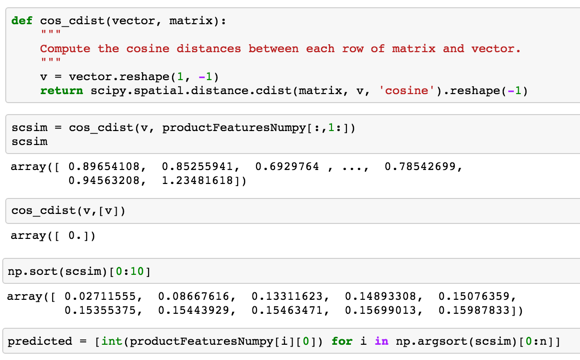 def cos_cdist(vector, matrix):
"""
Compute the cosine distances between each row of matrix and vector.
"""
v = vector.reshape(1, -1)
return scipy.spatial.distance.cdist(matrix, v, 'cosine').reshape(-1)
scsim = cos_cdist(v, productFeaturesNumpy[:,1:])
scsim
array([ 0.89654108, 0.85255941, 0.6929764 , ..., 0.78542699,
0.94563208, 1.23481618])
cos_cdist(v,[v])
array([ 0.])
np.sort(scsim)[0:10]
array([ 0.02711555, 0.08667616, 0.13311623, 0.14893308, 0.15076359,
0.15355375, 0.15443929, 0.15463471, 0.15699013, 0.15987833])
predicted = [int(productFeaturesNumpy[i][0]) for i in np.argsort(scsim)[0:n]]